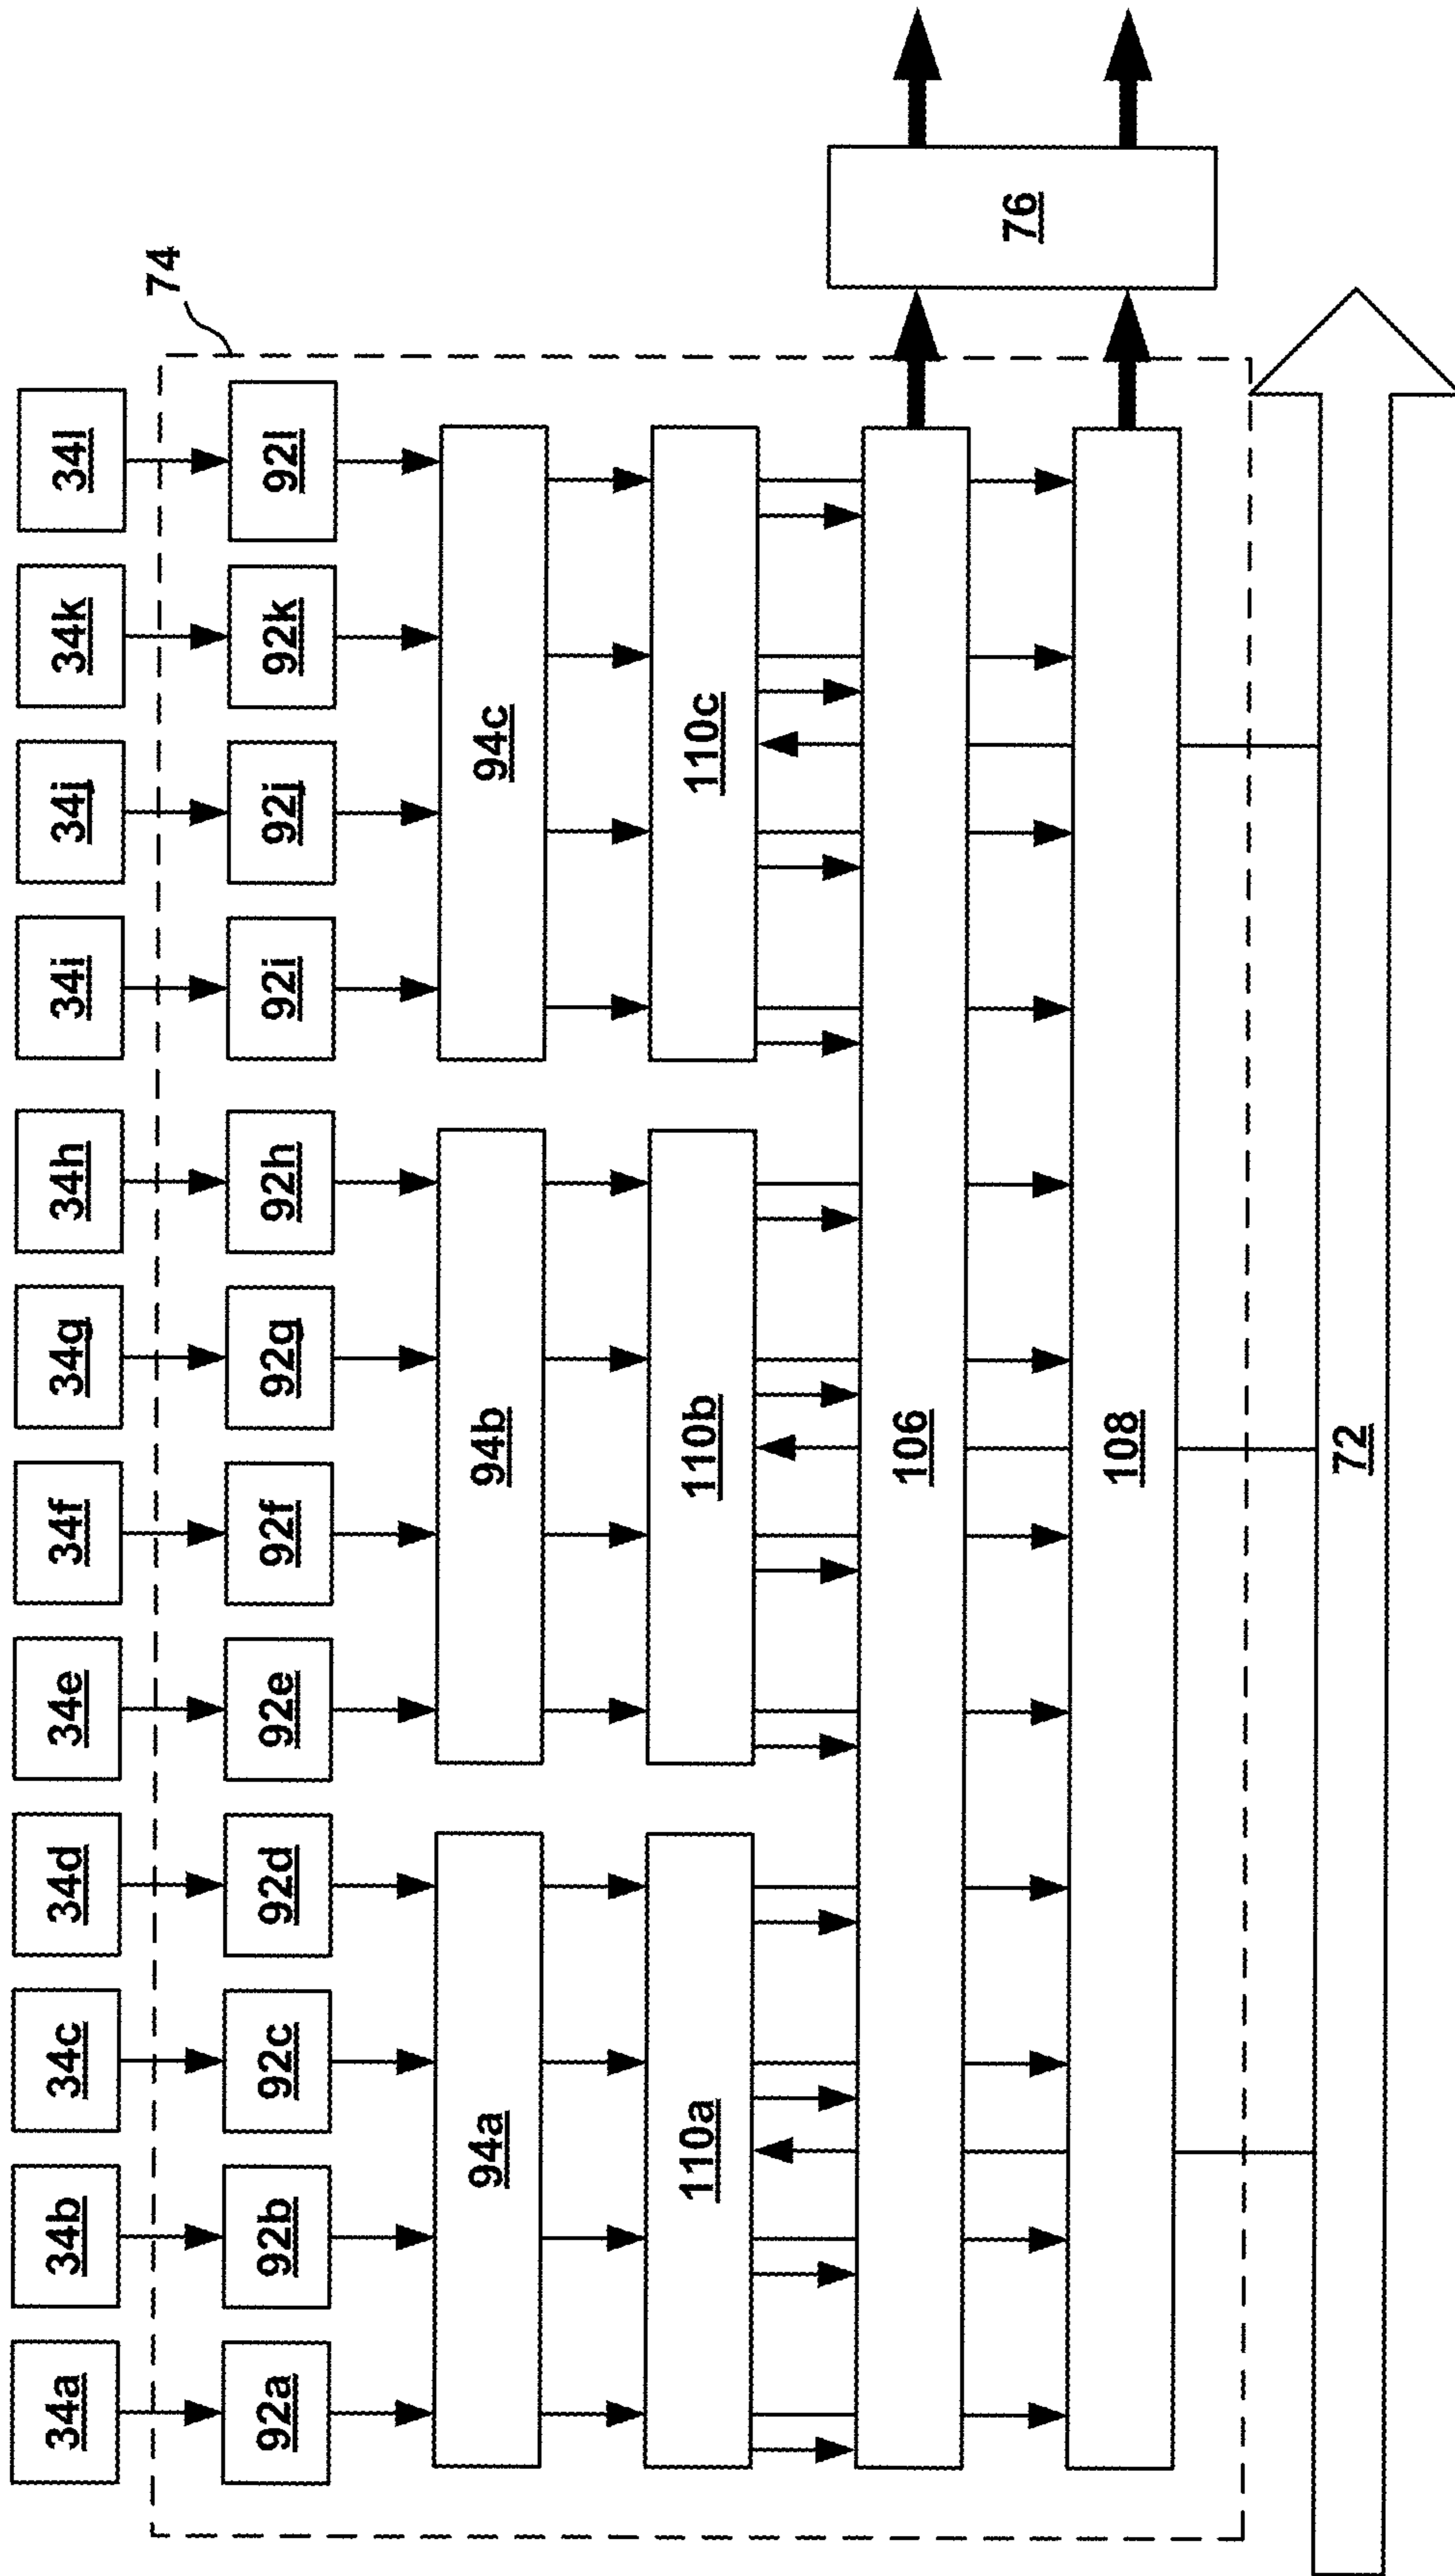 74
34a
34b
34c
34d
34e
34f
34g
34h
34i
34j
34k
34l
92a
92b
92c
92d
92e
92f
92g
92h
92i
92j
92k
92l
94a
94b
94c
110a
110b
110c
106
108
76
72